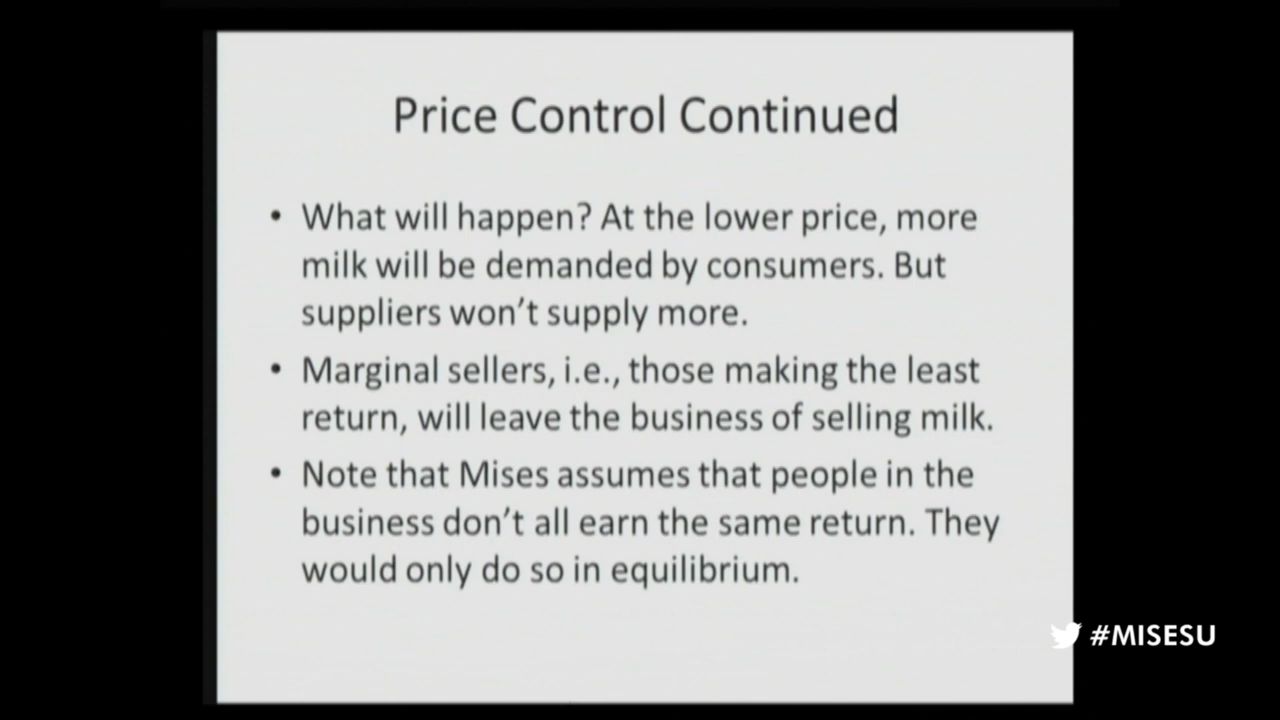 Price Control Continued
• What will happen? At the lower price, more
milk will be demanded by consumers. But
suppliers won’t supply more.
• Marginal sellers, i.e., those making the least
return, will leave the business of selling milk.
• Note that Mises assumes that people in the
business don’t all earn the same return. They
would only do so in equilibrium.
#MISESU